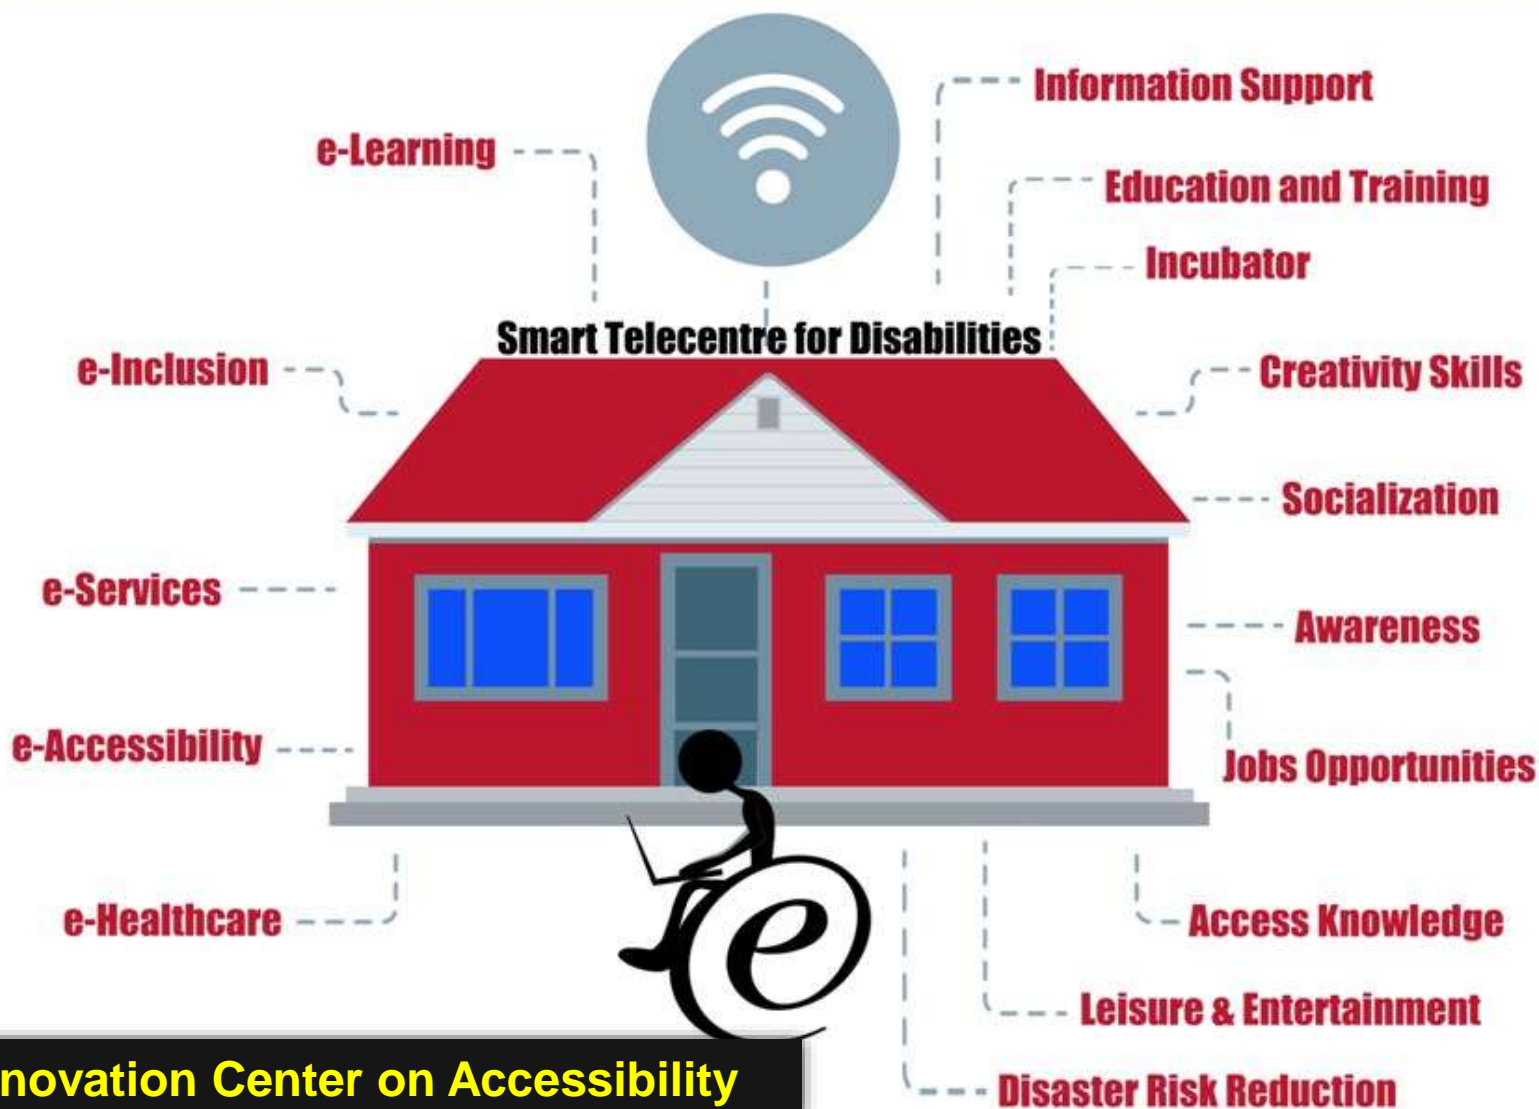 Information Support
e-Learning
Education and Training
Incubator
Smart Telecentre for Disabilities
e-Inclusion
Creativity Skills
Socialization
e-Services
Awareness
e-Accessibility
Jobs Opportunities
e-Healthcare
e
Access Knowledge
Leisure & Entertainment
novation Center on Accessibility
Disaster Risk Reduction